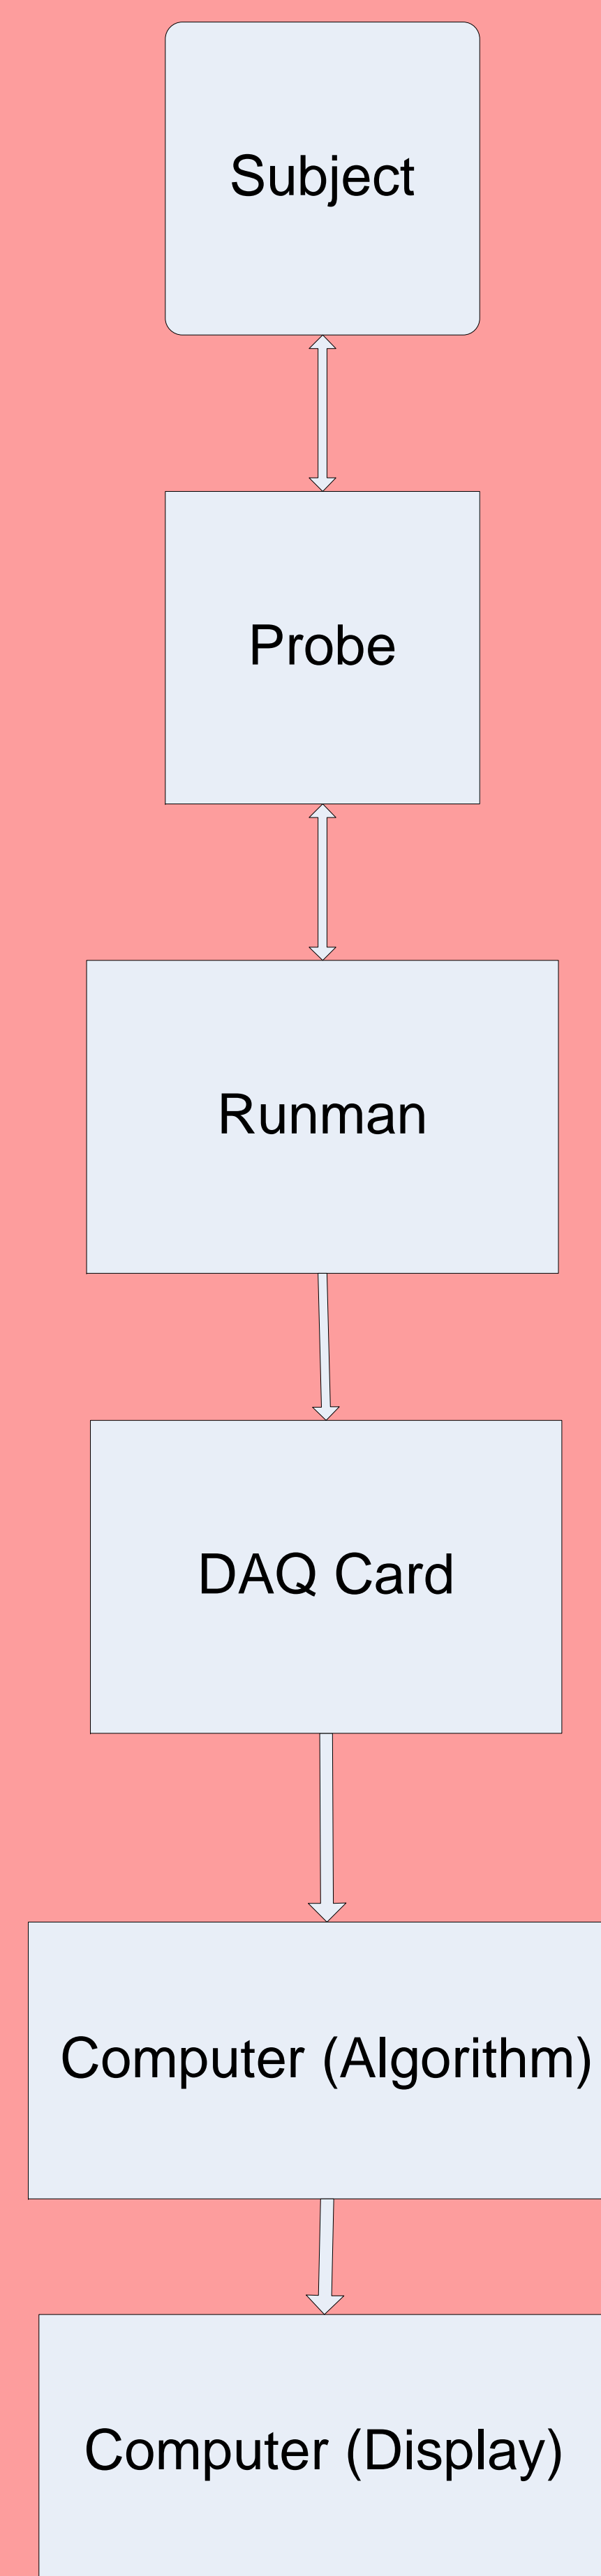 Subject
Probe
Runman
DAQ Card
Computer (Algorithm)
Computer (Display)